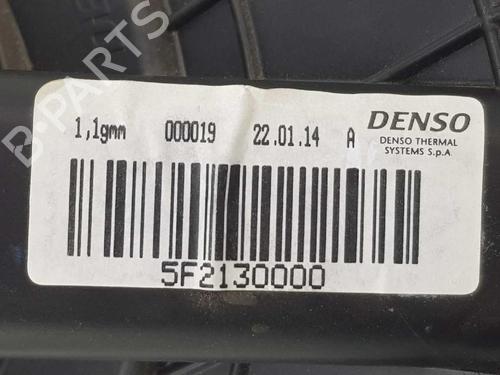 1,1gmm 000019 22.01.14 A DENSO
DENSO THERMAL
SYSTEMS S.p.A
5F2130000
B-PARTS